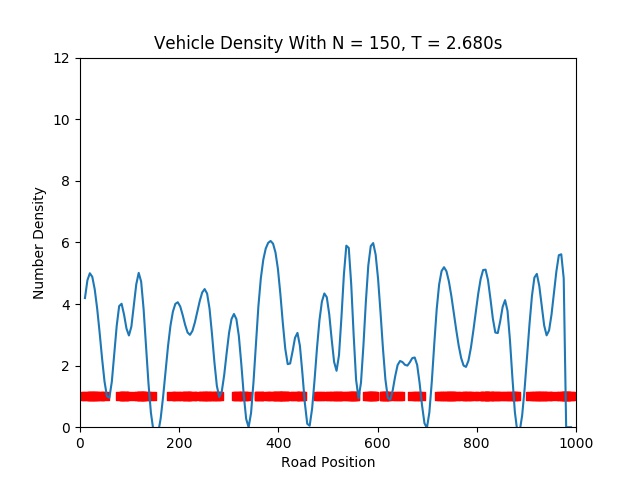 Vehicle Density With N = 150, T = 2.680s
12
10
8
6
4
2
0
Number Density
0 200 400 600 800 1000
Road Position